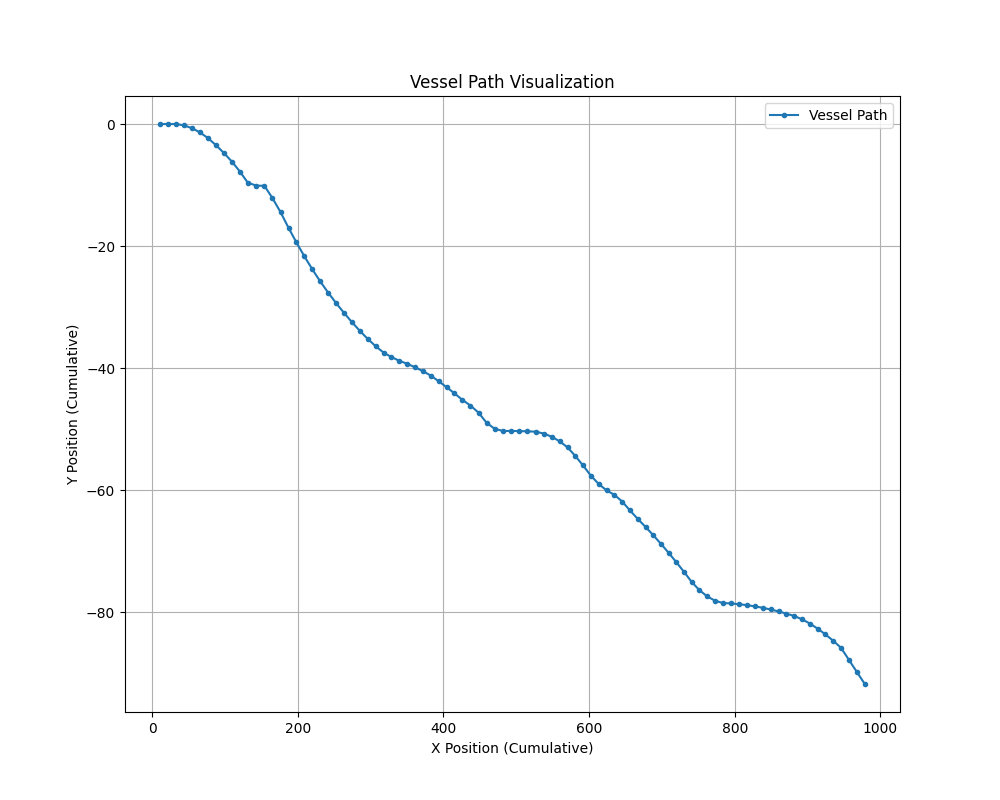 Vessel Path Visualization
Vessel Path
0
−20
−40
−60
−80
Y Position (Cumulative)
0
200
400
600
800
1000
X Position (Cumulative)